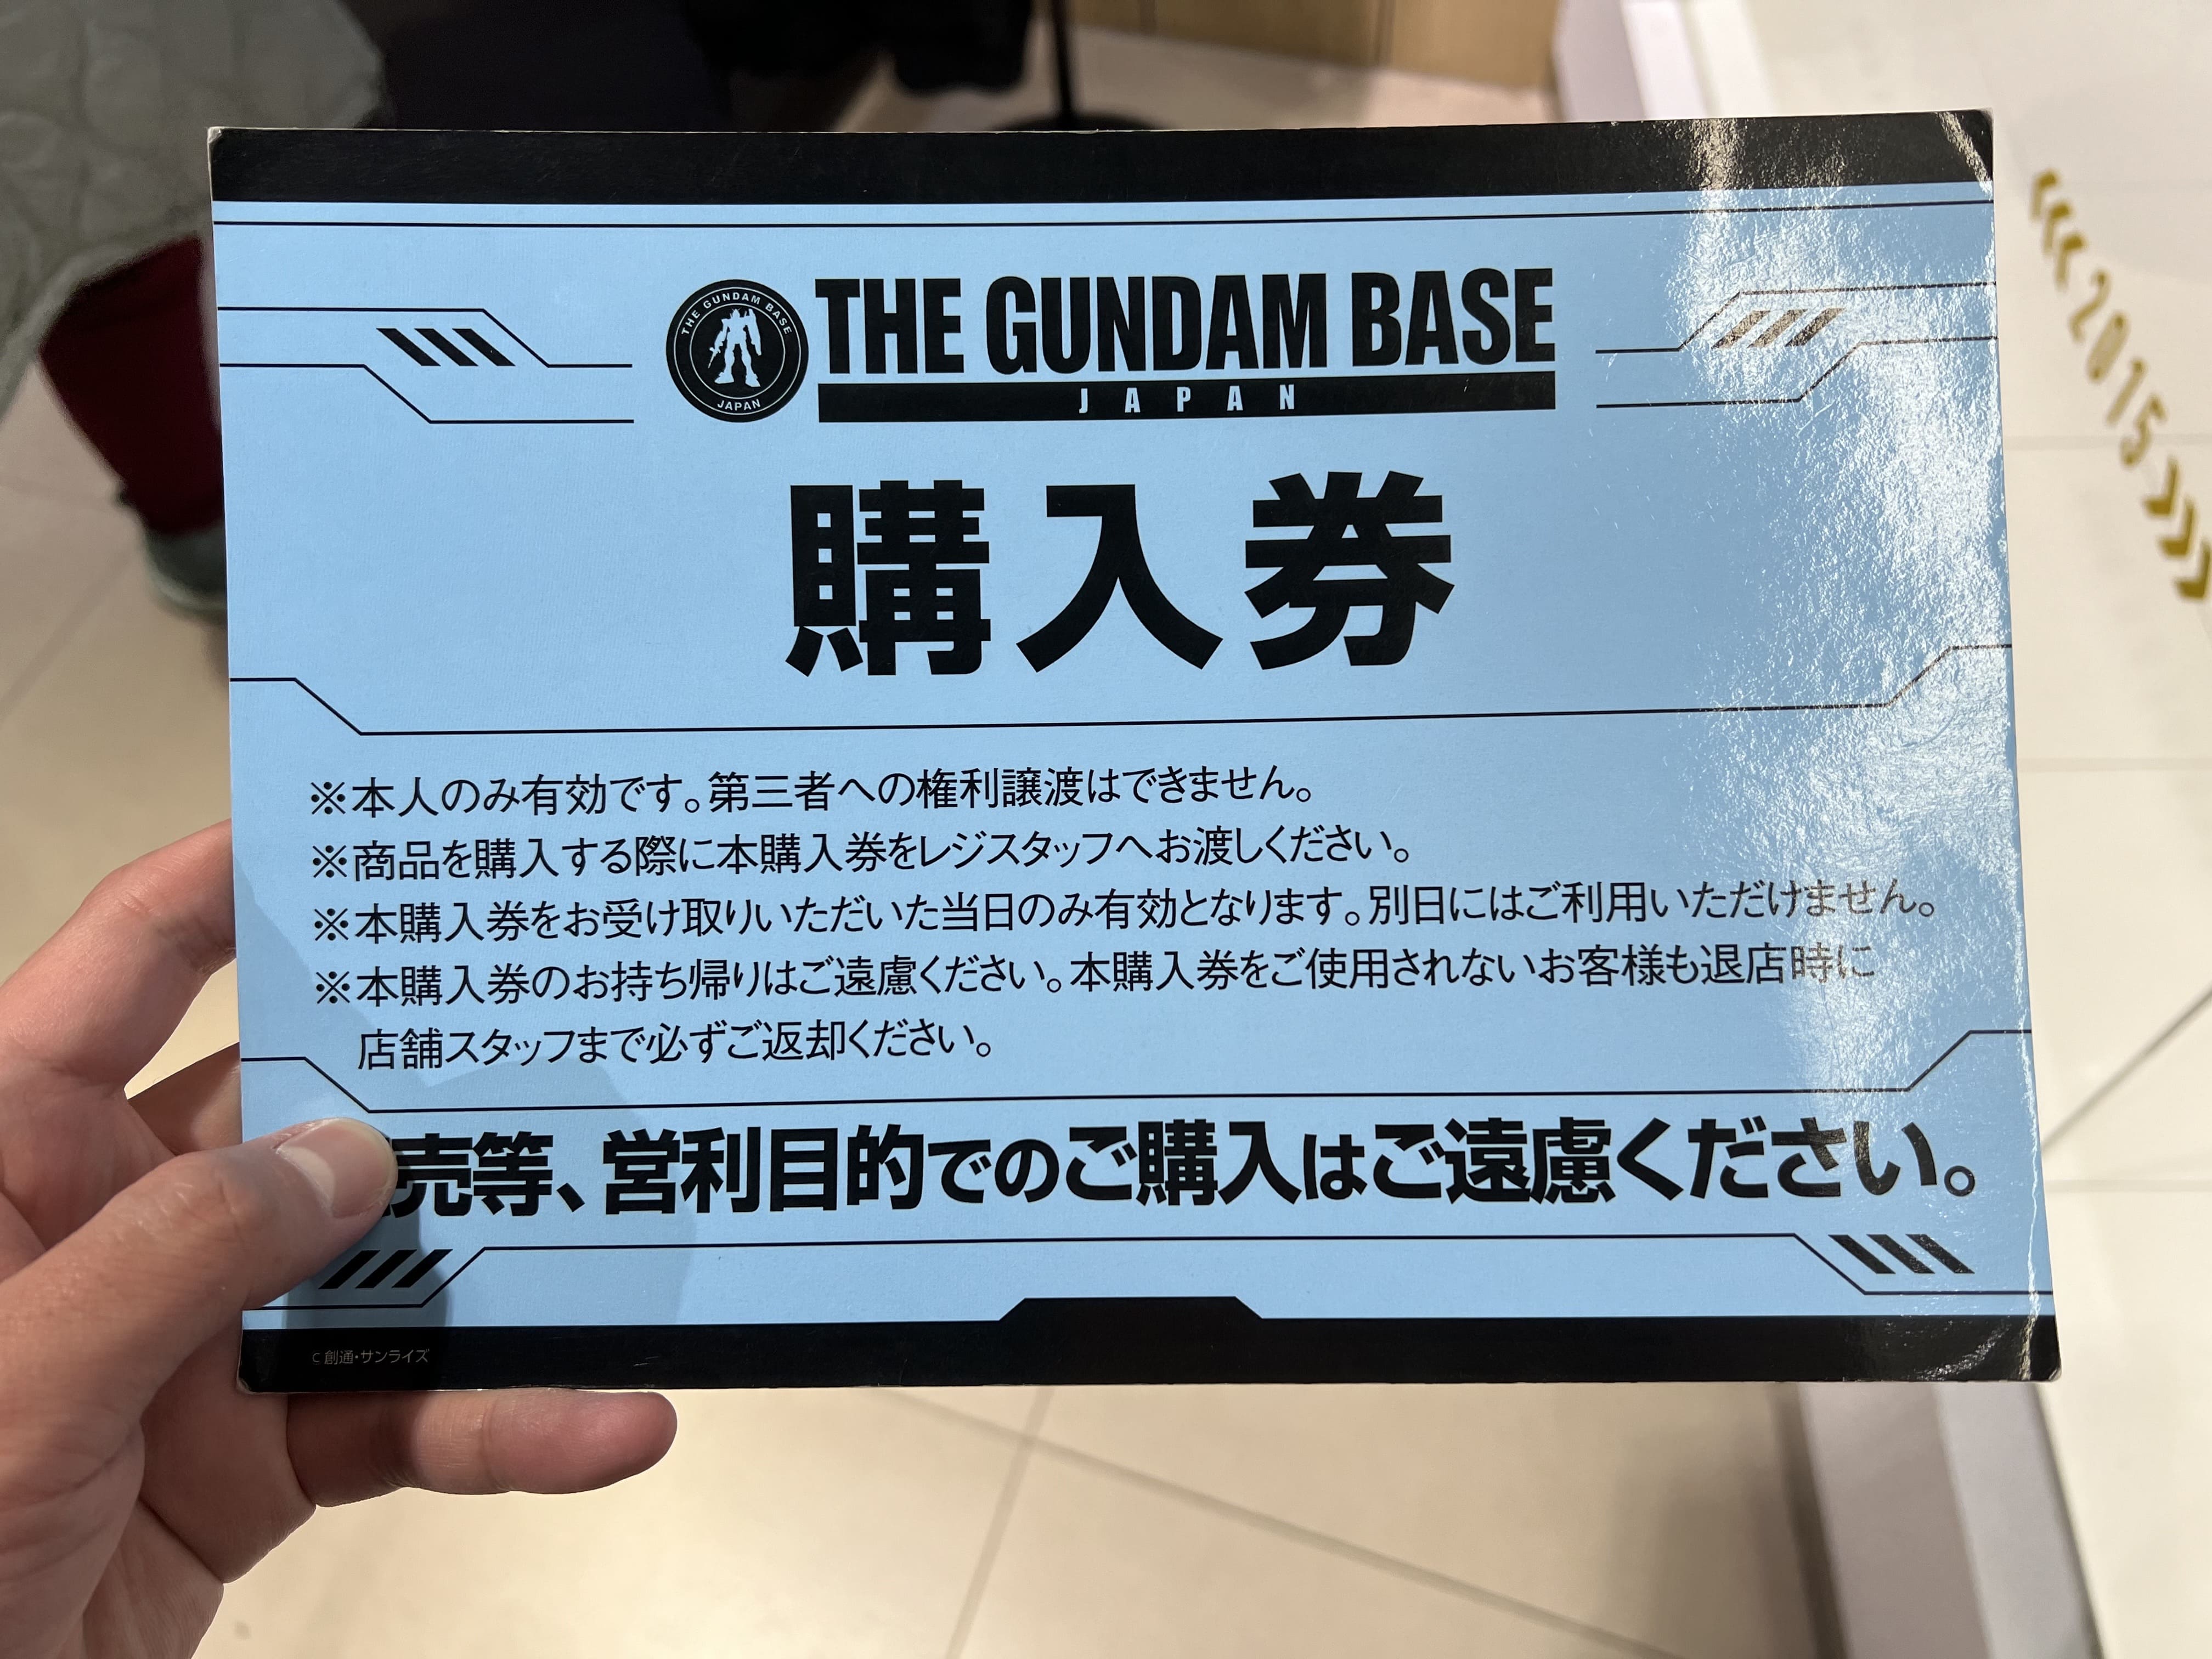 THE GUNDAM BASE
JAPAN
THE GUNDAM BASE
JAPAN
購入券
※本人のみ有効です。第三者への権利譲渡はできません。
※商品を購入する際に本購入券をレジスタッフへお渡しください。
※本購入券をお受け取りいただいた当日のみ有効となります。別日にはご利用いただけません。
※本購入券のお持ち帰りはご遠慮ください。本購入券をご使用されないお客様も退店時に
店舗スタッフまで必ずご返却ください。
売等、営利目的でのご購入はご遠慮ください。
C 創通・サンライズ
<<<2015>>>